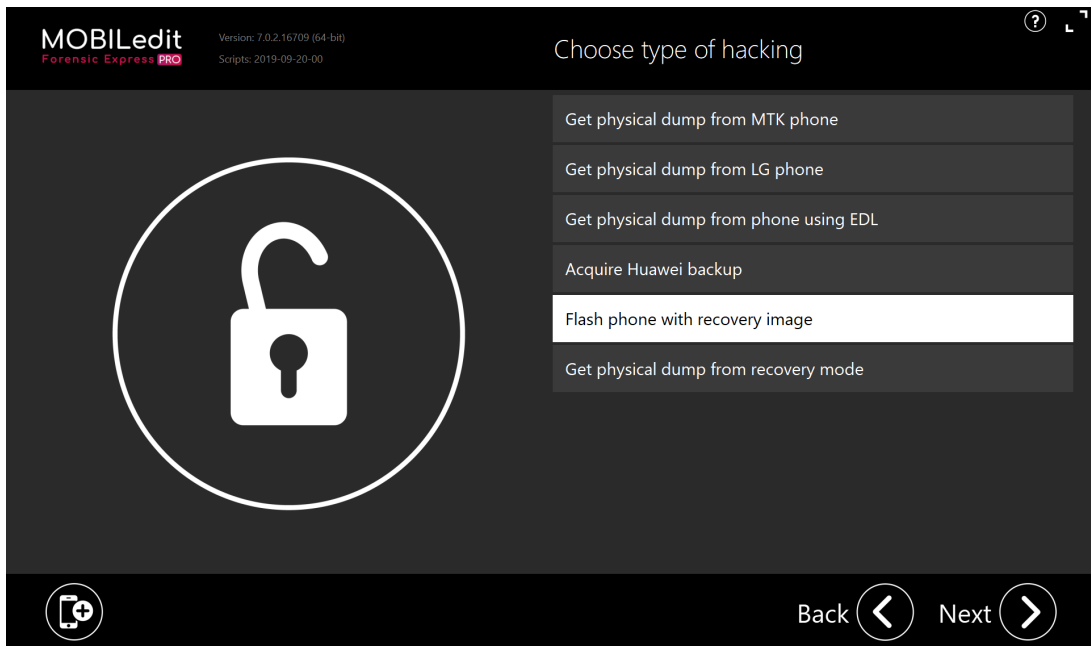 MOBILedit
Forensic Express PRO
Version: 7.0.2.16709 (64-bit)
Scripts: 2019-09-20-00
Choose type of hacking
?
Get physical dump from MTK phone
Get physical dump from LG phone
Get physical dump from phone using EDL
Acquire Huawei backup
Flash phone with recovery image
Get physical dump from recovery mode
Back
Next